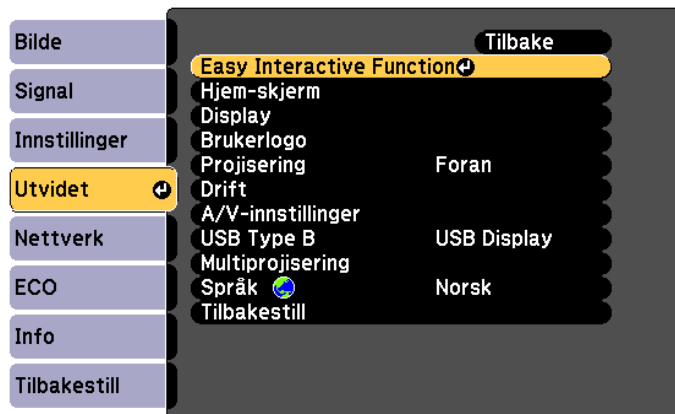 Bilde
Signal
Innstillinger
Utvidet
Nettverk
ECO
Info
Tilbakestill
Tilbake
Easy Interactive Function
Hjem-skjerm
Display
Brukerlogo
Projisering Foran
Drift
A/V-innstillinger
USB Type B USB Display
Multiprojisering
Språk Norsk
Tilbakestill